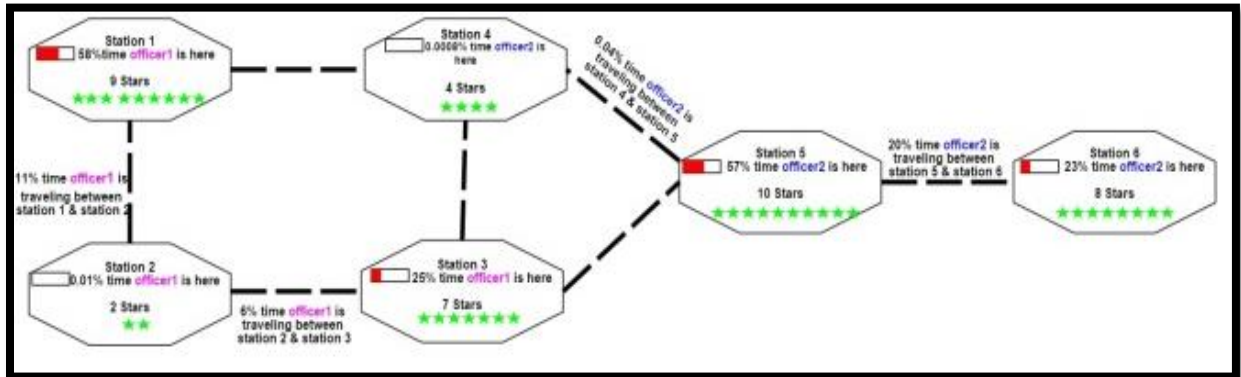 Station 1
58%time officer1 is here
9 Stars
Station 4
0.0008% time officer2 is
here
4 Stars
0.04% time officer2 is
traveling between
station 4 & station 5
11% time officer1 is
traveling between
station 1 & station 2
Station 5
57% time officer2 is here
10 Stars
20% time officer2 is
traveling between
station 5 & station 6
Station 6
23% time officer2 is here
8 Stars
Station 2
0.01% time officer1 is here
2 Stars
6% time officer1 is
traveling between
station 2 & station 3
Station 3
25% time officer1 is here
7 Stars